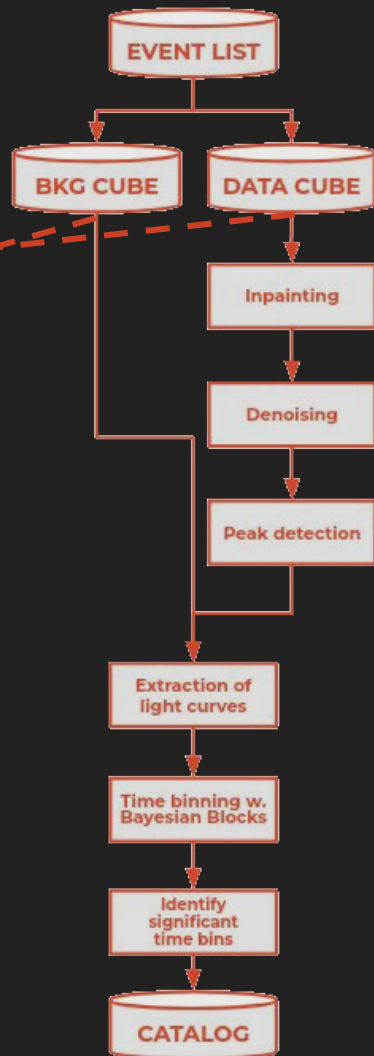 EVENT LIST
BKG CUBE
DATA CUBE
Inpainting
Denoising
Peak detection
Extraction of
light curves
Time binning w.
Bayesian Blocks
Identify
significant
time bins
CATALOG